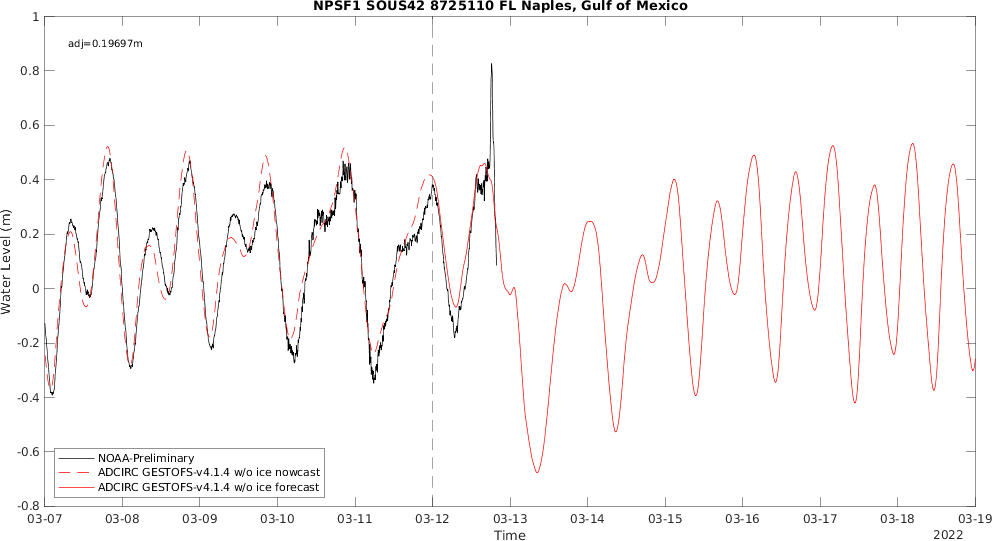 NPSF1 SOUS42 8725110 FL Naples, Gulf of Mexico
adj=0.19697m
1
0.8
0.6
0.4
0.2
0
-0.2
-0.4
-0.6
-0.8
Water Level (m)
NOAA-Preliminary
ADCIRC GESTOFS-v4.1.4 w/o ice nowcast
ADCIRC GESTOFS-v4.1.4 w/o ice forecast
03-07 03-08 03-09 03-10 03-11 03-12 03-13 03-14 03-15 03-16 03-17 03-18 03-19
Time
2022